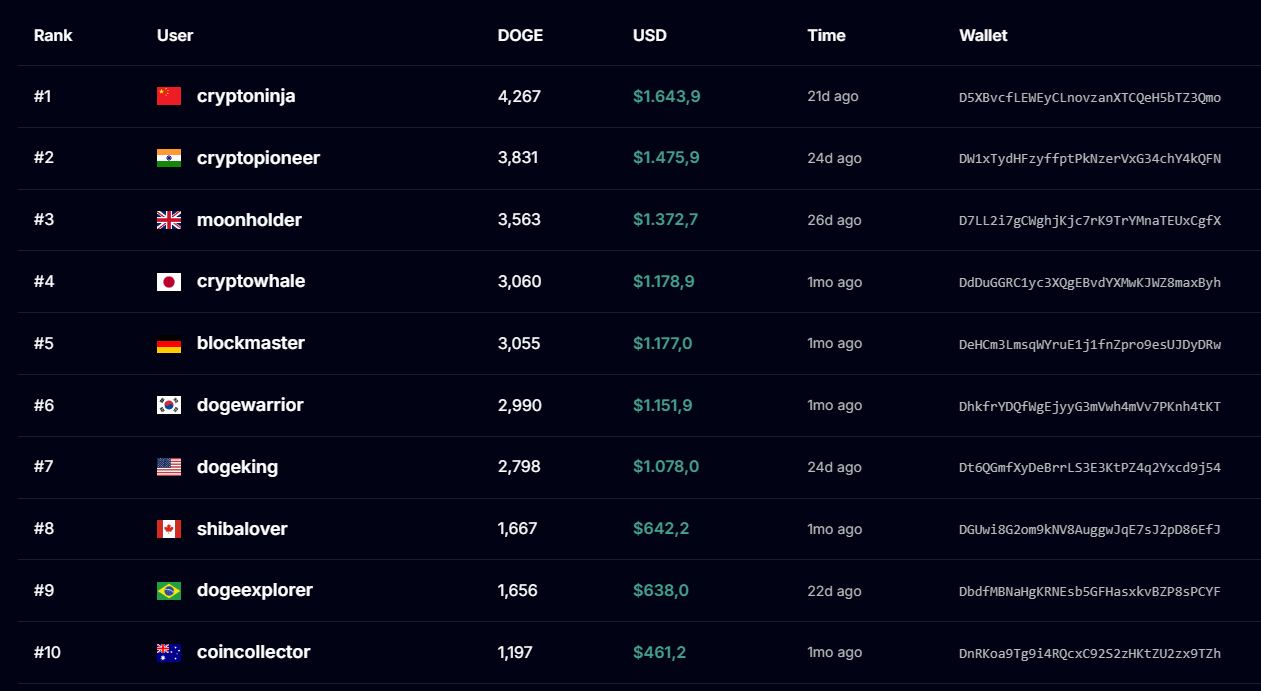 Rank User DOGE USD Time Wallet
#1 cryptoninja 4,267 $1.643,9 21d ago D5XBvcfLEWEyCLnovzanXTCQeH5bTZ3Qmo
#2 cryptopioneer 3,831 $1.475,9 24d ago DW1xTydHFzyffptPkNzerVxG34chY4kQFN
#3 moonholder 3,563 $1.372,7 26d ago D7LL2i7gCWghjKjc7rK9TrYMnaTEUxCgfX
#4 cryptowhale 3,060 $1.178,9 1mo ago DdDuGGRC1yc3XQgEBvdYXMwKJWZ8maxByh
#5 blockmaster 3,055 $1.177,0 1mo ago DeHCm3LmsqWYruE1j1fnZpro9esUJDyDRw
#6 dogewarrior 2,990 $1.151,9 1mo ago DhkfrYDQfWgEjyyG3mVwh4mVv7PKnh4tKT
#7 dogeking 2,798 $1.078,0 24d ago Dt6QGmfXyDeBrrLS3E3KtPZ4q2Yxcd9j54
#8 shibalover 1,667 $642,2 1mo ago DGUwi8G2om9kNV8AuggwJqE7sJ2pD86EfJ
#9 dogeexplorer 1,656 $638,0 22d ago DbdfMBNaHgKRNEsb5GFHasxkvBZP8sPCYF
#10 coincollector 1,197 $461,2 1mo ago DnRKoa9Tg9i4RQcxC92S2zHKtZU2zx9TZh